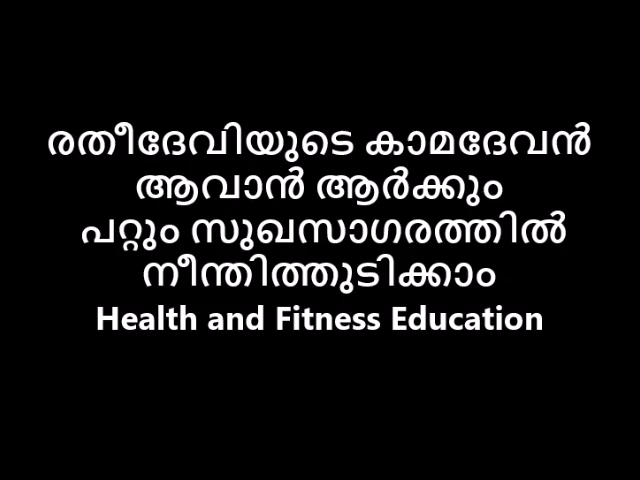 രതീദേവിയുടെ കാമദേവൻ
ആവാൻ ആർക്കും
പറ്റും സുഖസാഗരത്തിൽ
നീന്തിത്തുടിക്കാം
Health and Fitness Education